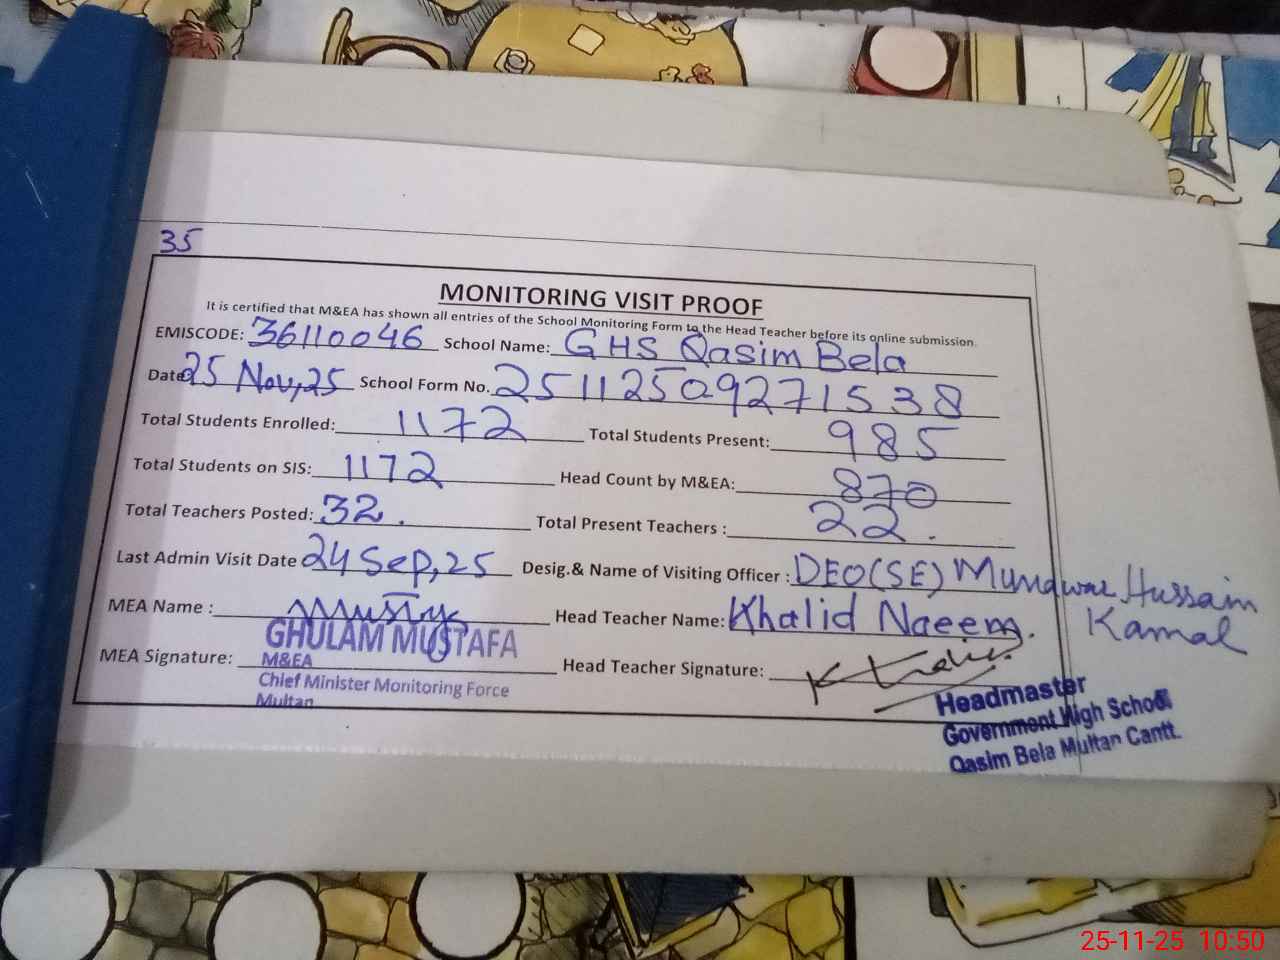 35
MONITORING VISIT PROOF
It is certified that M&EA has shown all entries of the School Monitoring Form to the Head Teacher before its online submission.
EMISCODE: 36110046 School Name: GHS Qasim Bela
Date 25 Nov,25 School Form No. 25112509271538
Total Students Enrolled: 1172 Total Students Present: 985
Total Students on SIS: 1172 Head Count by M&EA: 870
Total Teachers Posted: 32. Total Present Teachers : 22.
Last Admin Visit Date 24 Sep,25 Desig.& Name of Visiting Officer : DEO(SE) Munawar Hussain
Kamal
MEA Name : Head Teacher Name: Khalid Naeem.
GHULAM MUSTAFA
MEA Signature: M&EA Head Teacher Signature:
Chief Minister Monitoring Force
Multan
Headmaster
Government High School
Qasim Bela Multan Cantt.
25-11-25 10:50